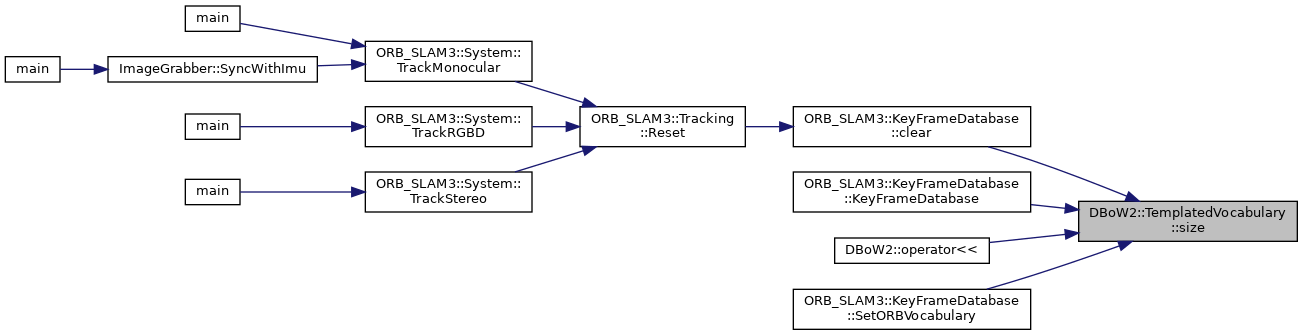 main
main
ImageGrabber::SyncWithImu
ORB_SLAM3::System::
TrackMonocular
main
ORB_SLAM3::System::
TrackRGBD
main
ORB_SLAM3::System::
TrackStereo
ORB_SLAM3::Tracking
::Reset
ORB_SLAM3::KeyFrameDatabase
::clear
ORB_SLAM3::KeyFrameDatabase
::KeyFrameDatabase
DBoW2::operator<<
ORB_SLAM3::KeyFrameDatabase
::SetORBVocabulary
DBoW2::TemplatedVocabulary
::size